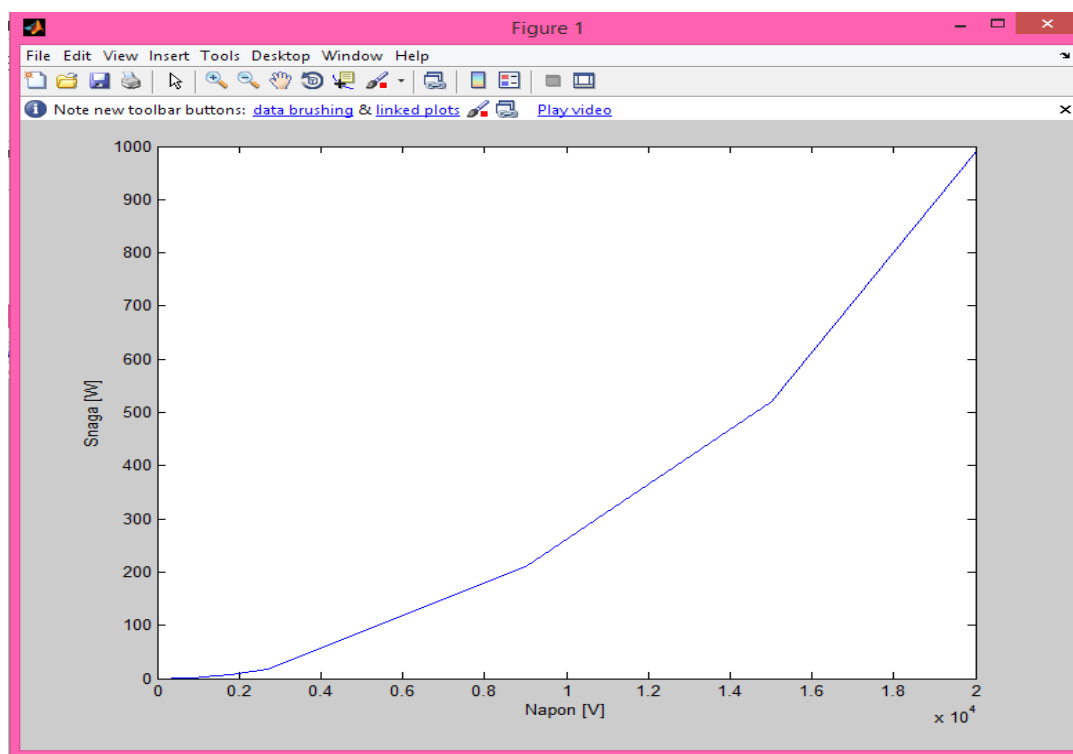 Figure 1
File Edit View Insert Tools Desktop Window Help
Note new toolbar buttons: data brushing & linked plots Play video
1000
900
800
700
600
500
400
300
200
100
0
Snaga [W]
0 0.2 0.4 0.6 0.8 1 1.2 1.4 1.6 1.8 2
Napon [V]
x 10^4